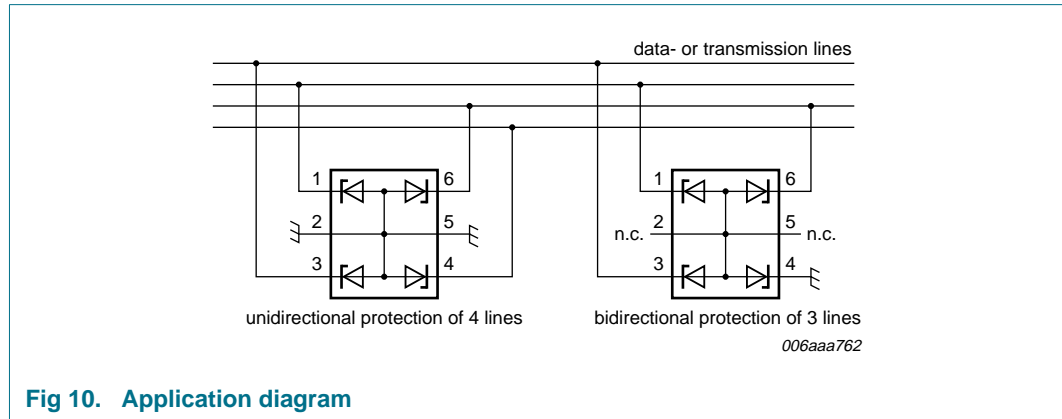 data- or transmission lines
1 6 1 6
2 5 n.c. 2 5 n.c.
3 4 3 4
unidirectional protection of 4 lines bidirectional protection of 3 lines
006aaa762
Fig 10. Application diagram